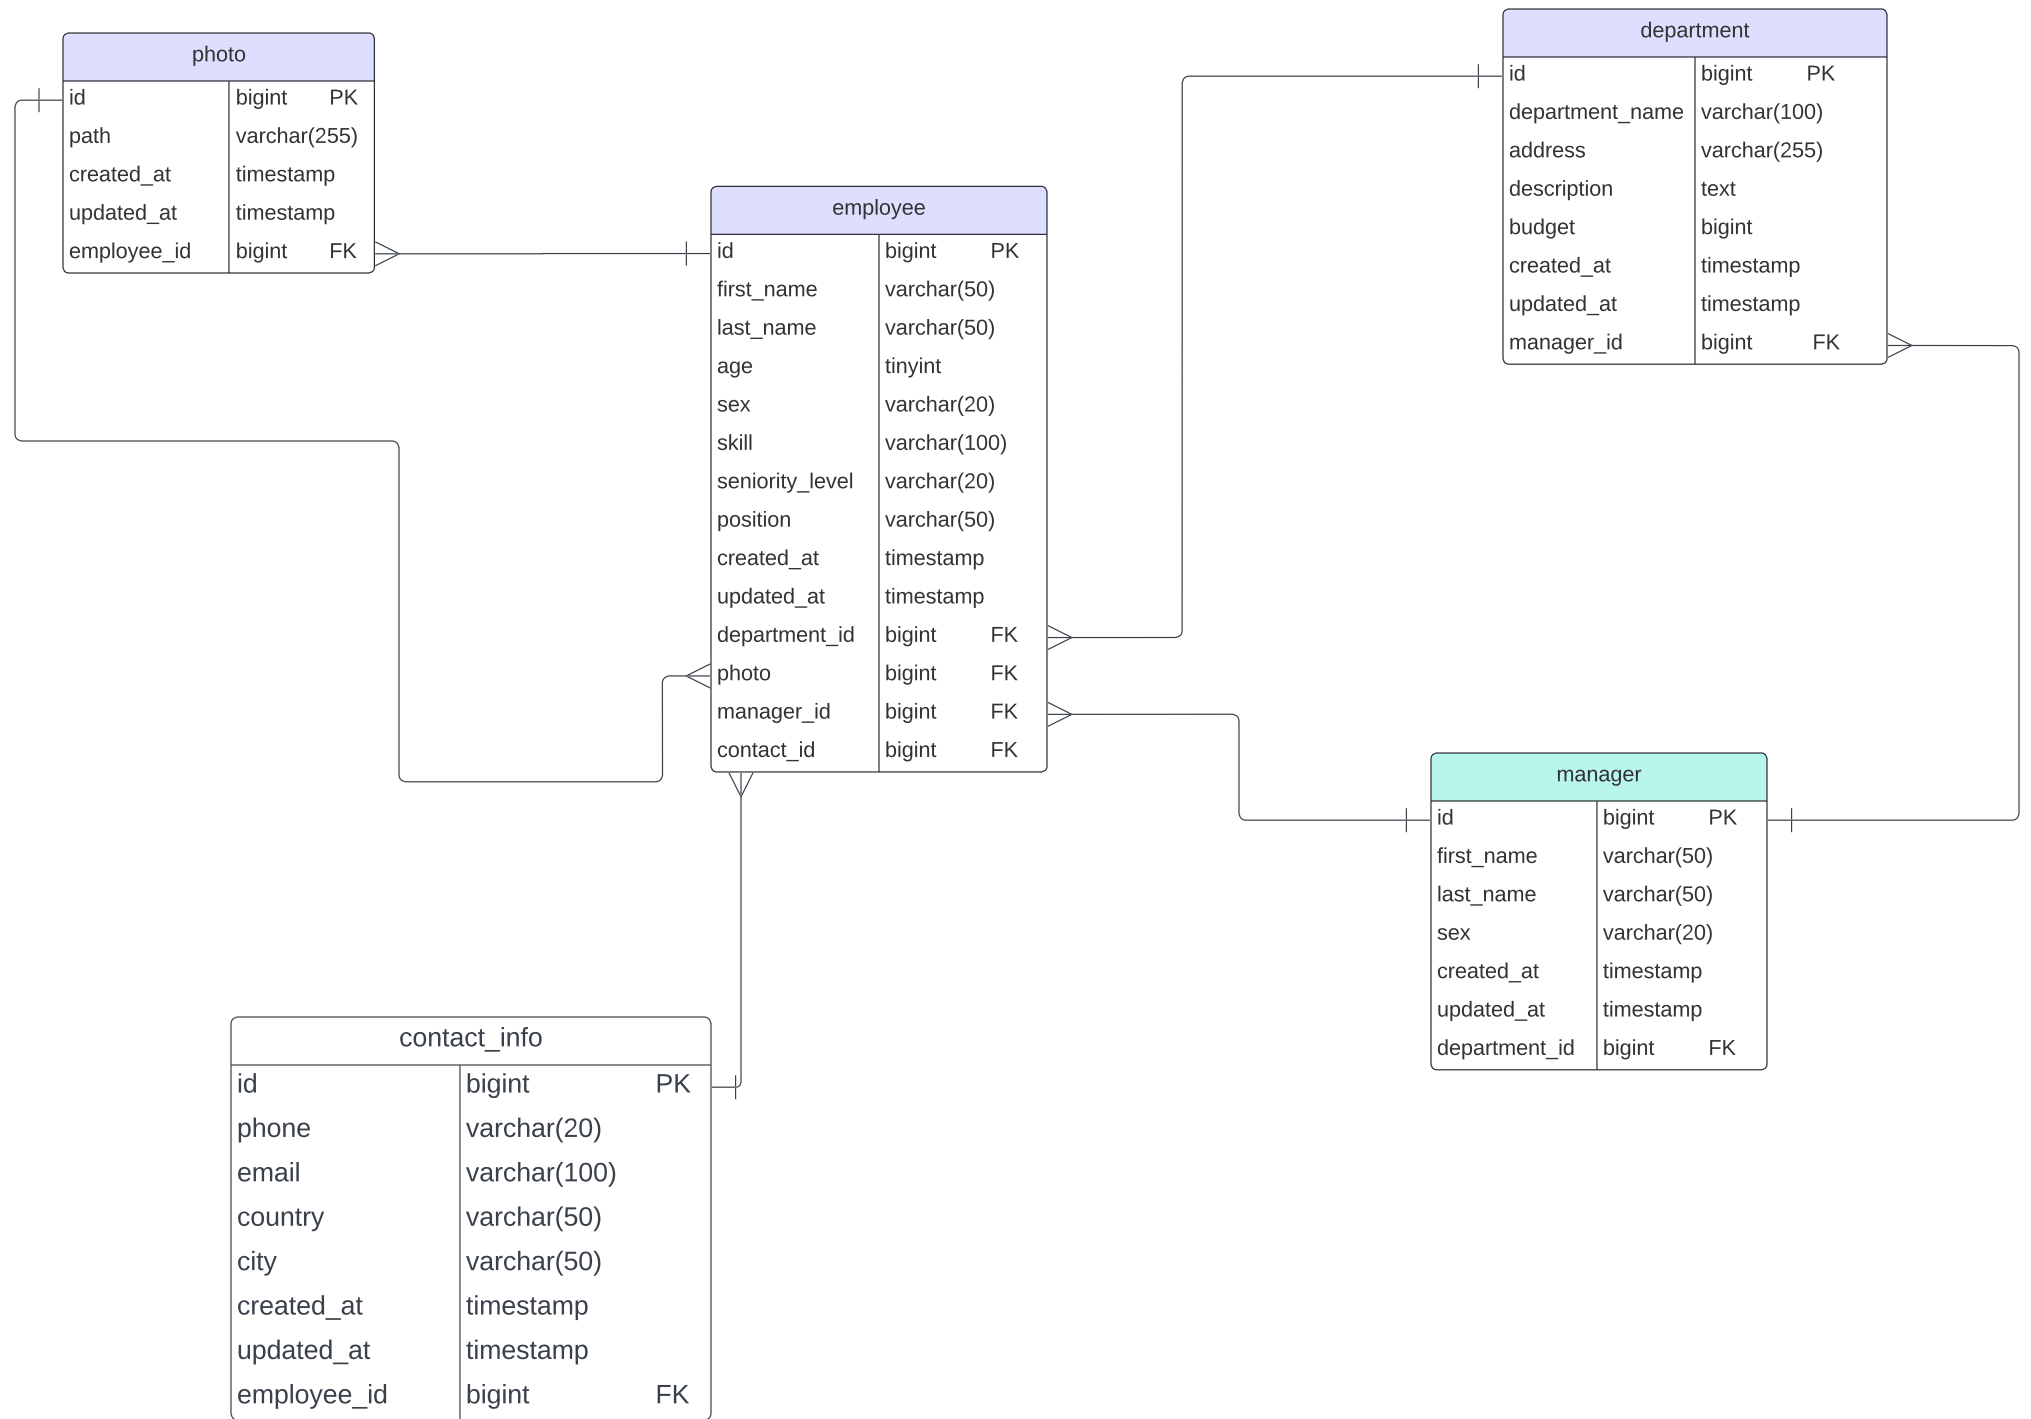 photo
id bigint PK
path varchar(255)
created_at timestamp
updated_at timestamp
employee_id bigint FK
employee
id bigint PK
first_name varchar(50)
last_name varchar(50)
age tinyint
sex varchar(20)
skill varchar(100)
seniority_level varchar(20)
position varchar(50)
created_at timestamp
updated_at timestamp
department_id bigint FK
photo bigint FK
manager_id bigint FK
contact_id bigint FK
department
id bigint PK
department_name varchar(100)
address varchar(255)
description text
budget bigint
created_at timestamp
updated_at timestamp
manager_id bigint FK
manager
id bigint PK
first_name varchar(50)
last_name varchar(50)
sex varchar(20)
created_at timestamp
updated_at timestamp
department_id bigint FK
contact_info
id bigint PK
phone varchar(20)
email varchar(100)
country varchar(50)
city varchar(50)
created_at timestamp
updated_at timestamp
employee_id bigint FK